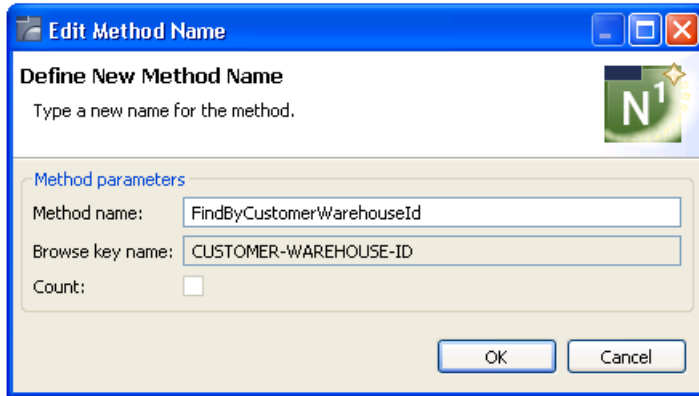 Edit Method Name
Define New Method Name
Type a new name for the method.
N1
Method parameters
Method name: FindByCustomerWarehouseId
Browse key name: CUSTOMER-WAREHOUSE-ID
Count:
OK Cancel